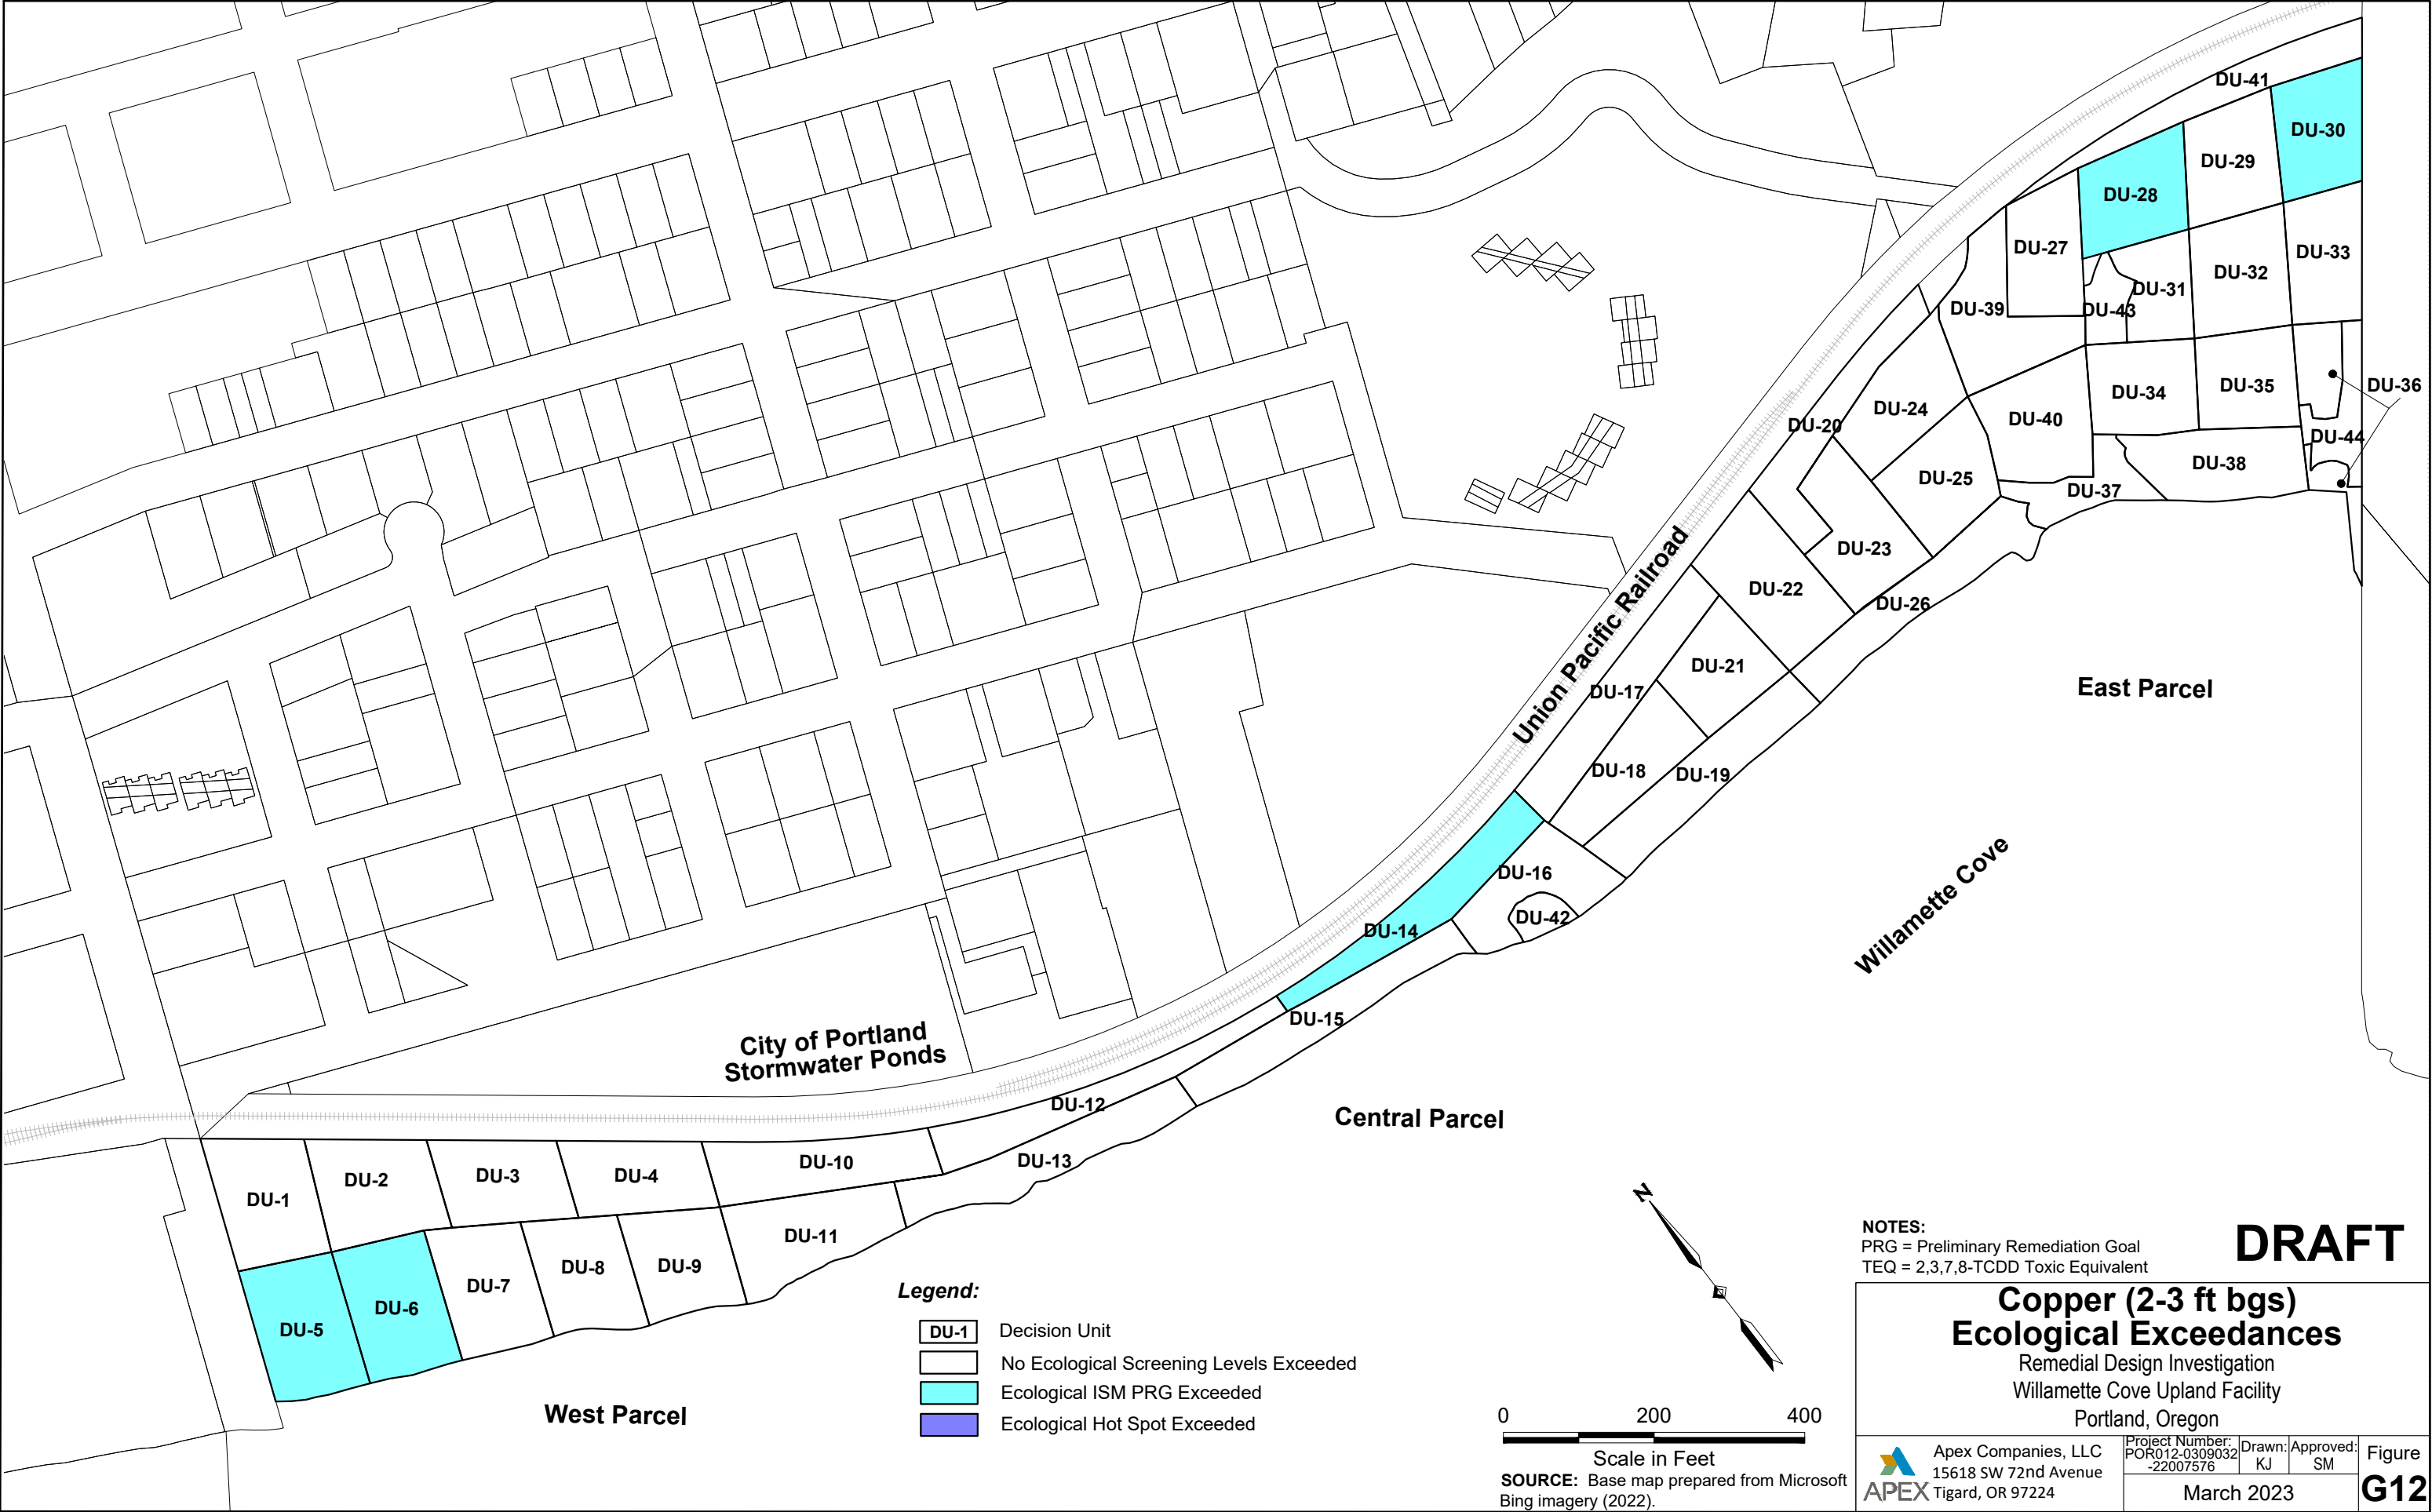 DU-41
DU-30
DU-29
DU-28
DU-27
DU-33
DU-32
DU-31
DU-43
DU-39
DU-36
DU-35
DU-34
DU-24
DU-40
DU-20
DU-44
DU-38
DU-25
DU-37
DU-23
DU-22
DU-26
Union Pacific Railroad
DU-21
DU-17
East Parcel
DU-18
DU-19
DU-16
DU-42
DU-14
Willamette Cove
DU-15
City of Portland
Stormwater Ponds
DU-12
Central Parcel
DU-13
DU-10
DU-4
DU-3
DU-2
DU-1
DU-11
DU-9
DU-8
DU-7
DU-6
DU-5
West Parcel
Legend:
DU-1 Decision Unit
No Ecological Screening Levels Exceeded
Ecological ISM PRG Exceeded
Ecological Hot Spot Exceeded
N
0 200 400
Scale in Feet
SOURCE: Base map prepared from Microsoft
Bing imagery (2022).
NOTES:
PRG = Preliminary Remediation Goal
TEQ = 2,3,7,8-TCDD Toxic Equivalent
DRAFT
Copper (2-3 ft bgs)
Ecological Exceedances
Remedial Design Investigation
Willamette Cove Upland Facility
Portland, Oregon
APEX
Apex Companies, LLC
15618 SW 72nd Avenue
Tigard, OR 97224
Project Number:
POR012-0309032
-22007576
Drawn:
KJ
Approved:
SM
March 2023
Figure
G12